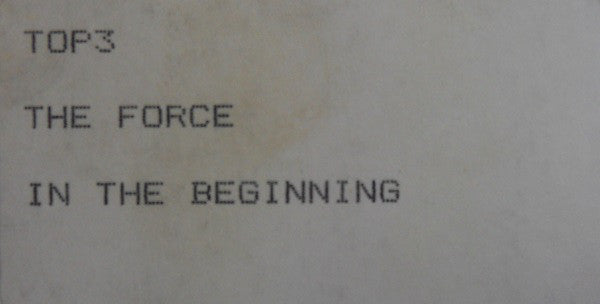 TOP3
THE FORCE
IN THE BEGINNING